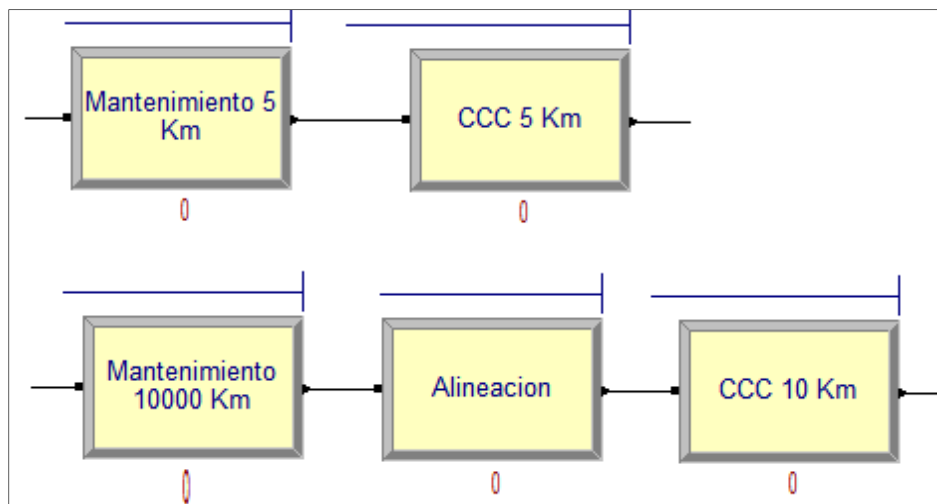 Mantenimiento 5
Km
CCC 5 Km
0
0
Mantenimiento
10000 Km
Alineacion
CCC 10 Km
0
0
0